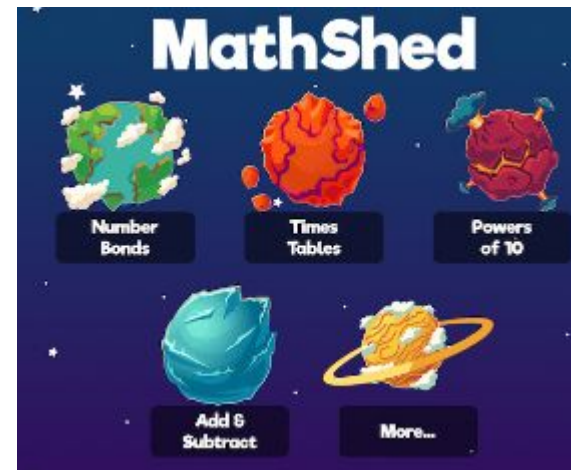 MathShed
Number
Bonds
Times
Tables
Powers
of 10
Add &
Subtract
More...